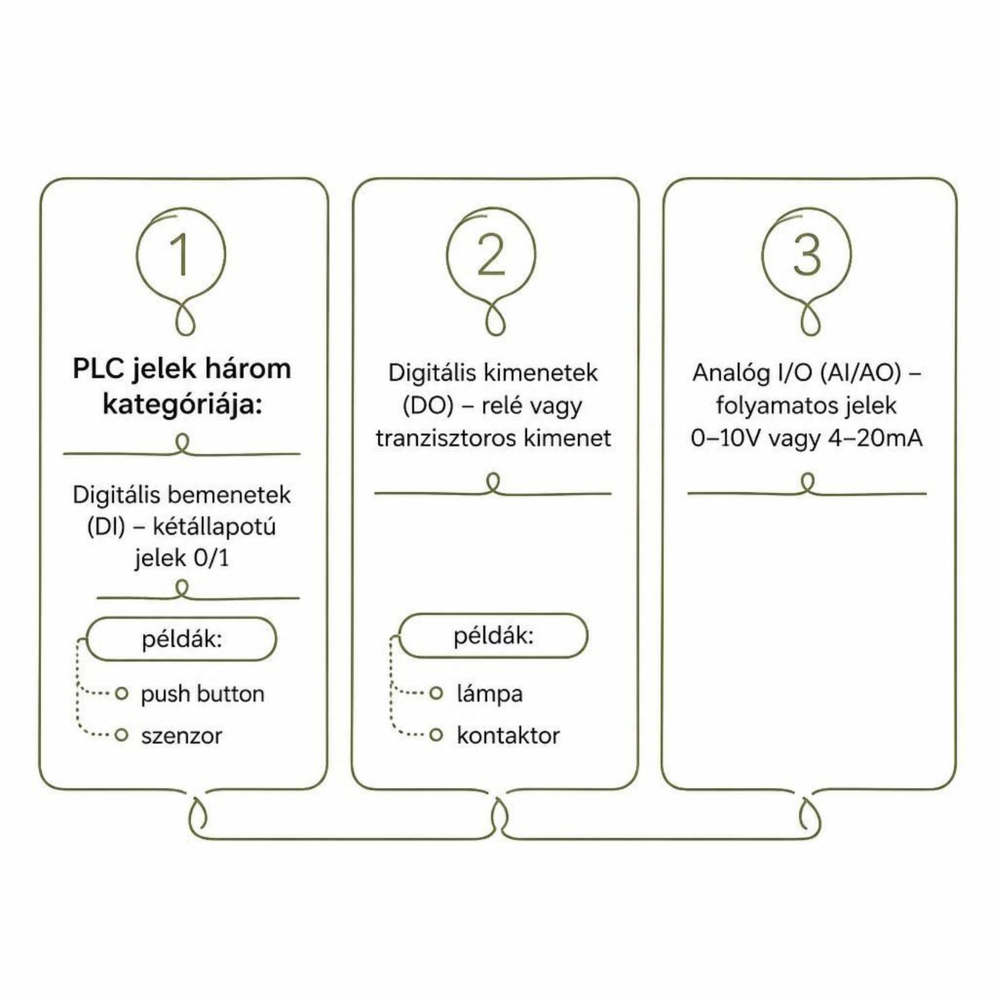 1
PLC jelek három
kategóriája:
Digitális bemenetek
(DI) – kétállapotú
jelek 0/1
példák:
push button
szenzor
2
Digitális kimenetek
(DO) – relé vagy
tranzisztoros kimenet
példák:
lámpa
kontaktor
3
Analóg I/O (AI/AO) –
folyamatos jelek
0–10V vagy 4–20mA